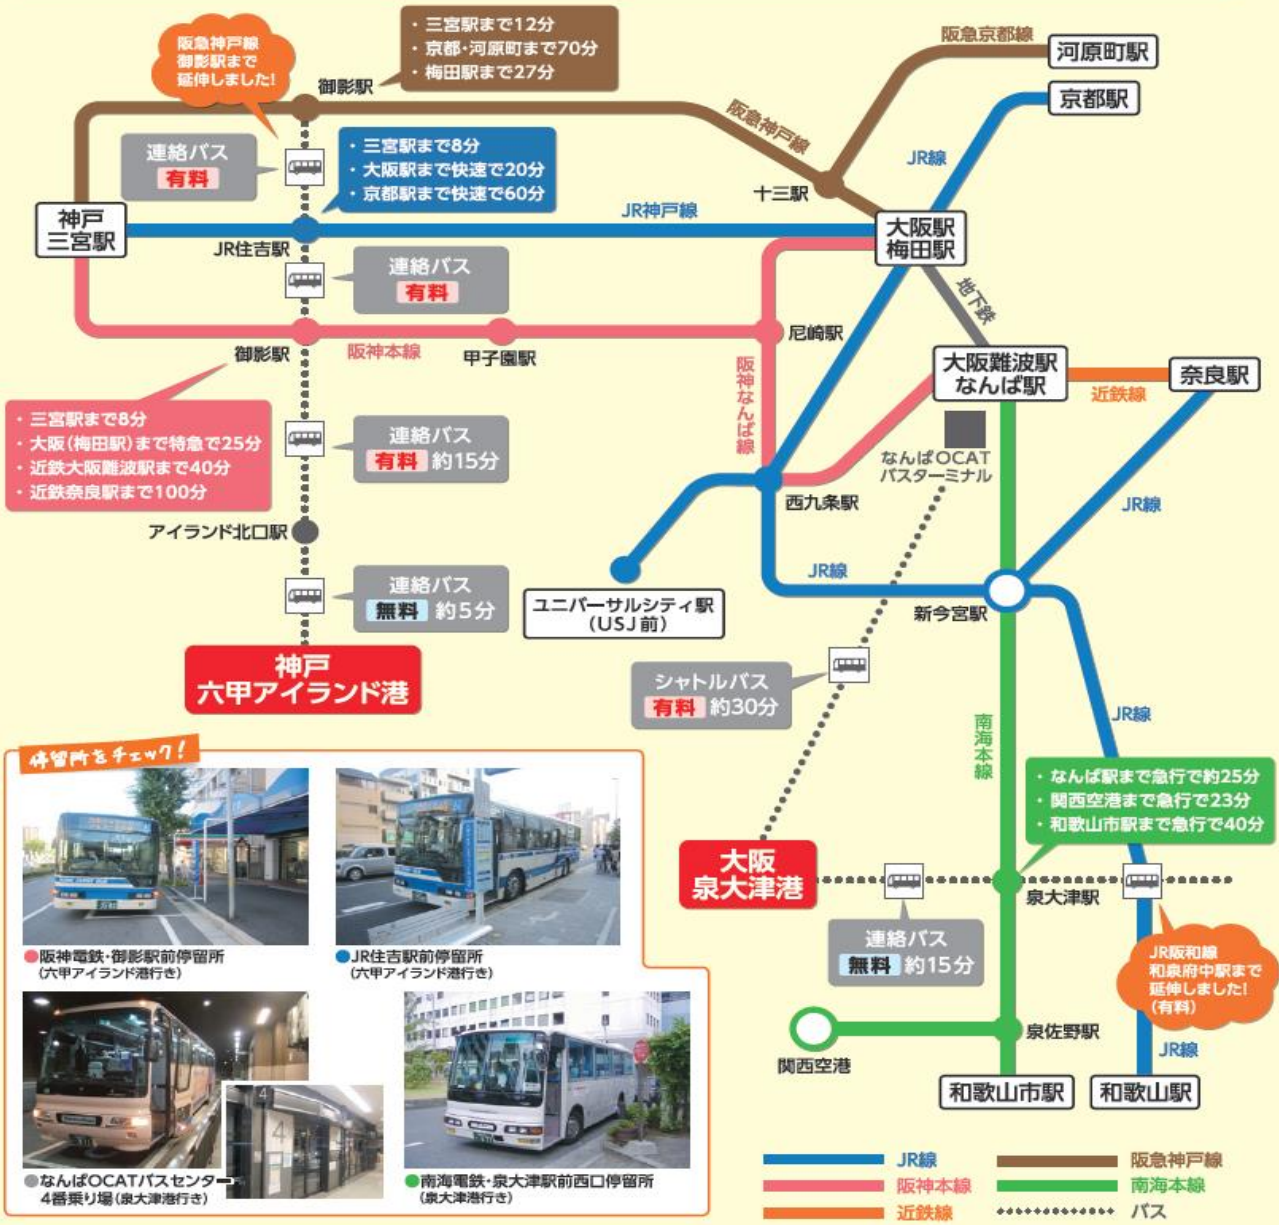 阪急神戸線
御影駅まで
延伸しました!
・三宮駅まで12分
・京都・河原町まで70分
・梅田駅まで27分
御影駅
阪急京都線
河原町駅
京都駅
阪急神戸線
JR線
十三駅
連絡バス
有料
・三宮駅まで8分
・大阪駅まで快速で20分
・京都駅まで快速で60分
神戸
三宮駅
JR住吉駅
JR神戸線
大阪駅
梅田駅
連絡バス
有料
地下鉄
御影駅
阪神本線
甲子園駅
尼崎駅
阪神なんば線
大阪難波駅
なんば駅
近鉄線
奈良駅
・三宮駅まで8分
・大阪(梅田駅)まで特急で25分
・近鉄大阪難波駅まで40分
・近鉄奈良駅まで100分
連絡バス
有料 約15分
なんばOCAT
バスターミナル
西九条駅
JR線
アイランド北口駅
連絡バス
無料 約5分
JR線
ユニバーサルシティ駅
(USJ前)
新今宮駅
神戸
六甲アイランド港
シャトルバス
有料 約30分
南海本線
JR線
・なんば駅まで急行で約25分
・関西空港まで急行で23分
・和歌山市駅まで急行で40分
大阪
泉大津港
泉大津駅
連絡バス
無料 約15分
JR阪和線
和泉府中駅まで
延伸しました!
(有料)
関西空港
泉佐野駅
JR線
和歌山市駅
和歌山駅
停留所をチェック!
●阪神電鉄・御影駅前停留所
(六甲アイランド港行き)
●JR住吉駅前停留所
(六甲アイランド港行き)
4
4
●なんばOCATバスセンター
4番乗り場(泉大津港行き)
●南海電鉄・泉大津駅前西口停留所
(泉大津港行き)
JR線
阪急神戸線
阪神本線
南海本線
近鉄線
バス